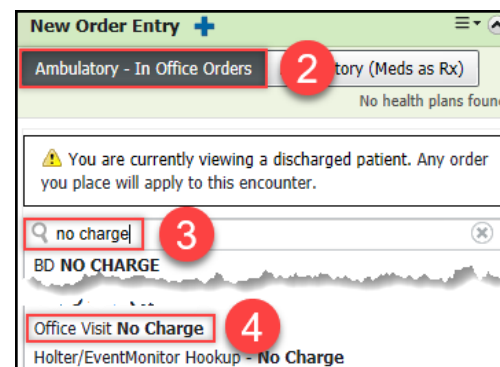 New Order Entry
Ambulatory - In Office Orders
2
tory (Meds as Rx)
No health plans foun
You are currently viewing a discharged patient. Any order
you place will apply to this encounter.
no charge
3
BD NO CHARGE
Office Visit No Charge
4
Holter/EventMonitor Hookup - No Charge